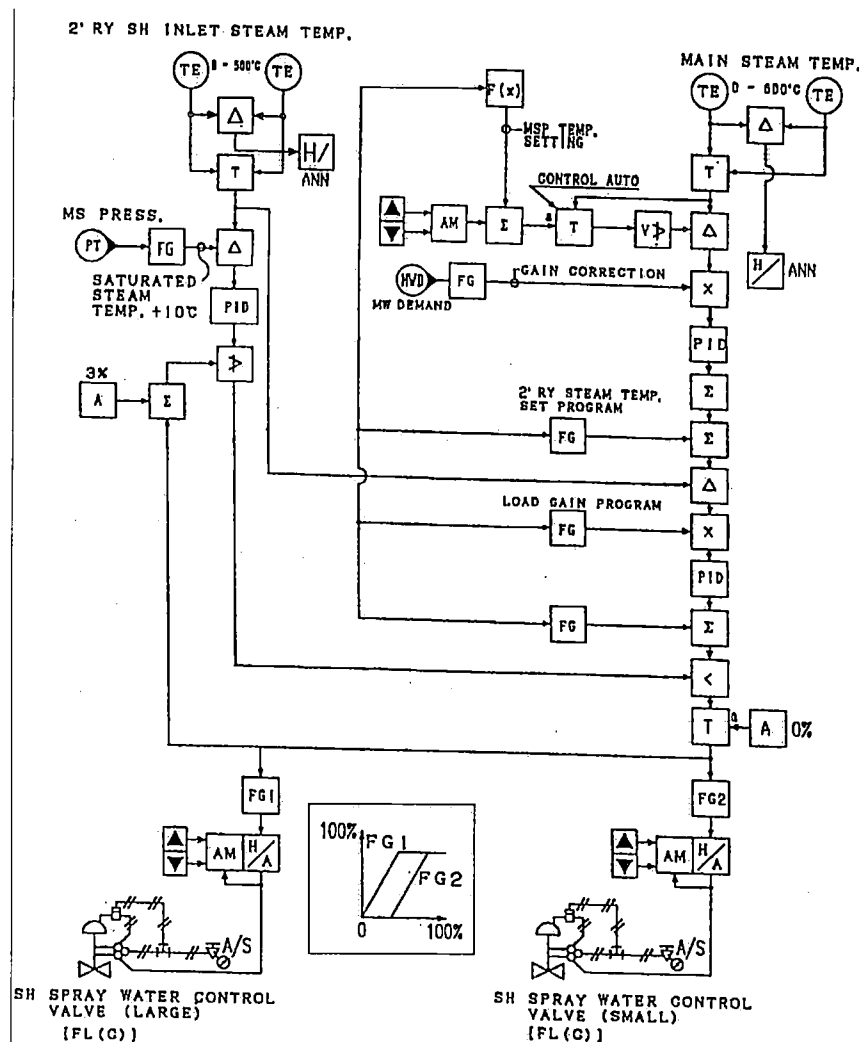 2' RY SH INLET STEAM TEMP.
TE
0 - 500°C
TE
Δ
H/
ANN
T
MS PRESS.
PT
FG
Δ
SATURATED
STEAM
TEMP. +10℃
PID
3%
A
Σ
F(x)
MSP TEMP.
SETTING
CONTROL AUTO
▲
▼
AM
Σ
a
T
V≯
HVD
MW DEMAND
FG
GAIN CORRECTION
MAIN STEAM TEMP.
TE
0 - 600°C
TE
Δ
T
Δ
H/
ANN
X
PID
Σ
2' RY STEAM TEMP.
SET PROGRAM
FG
Σ
Δ
LOAD GAIN PROGRAM
FG
X
PID
FG
Σ
<
T
a
A
0%
FG1
FG2
▲
▼
AM
H/A
100%
FG1
FG2
0
100%
▲
▼
AM
H/A
A/S
A/S
SH SPRAY WATER CONTROL
VALVE (LARGE)
[FL(C)]
SH SPRAY WATER CONTROL
VALVE (SMALL)
[FL(C)]